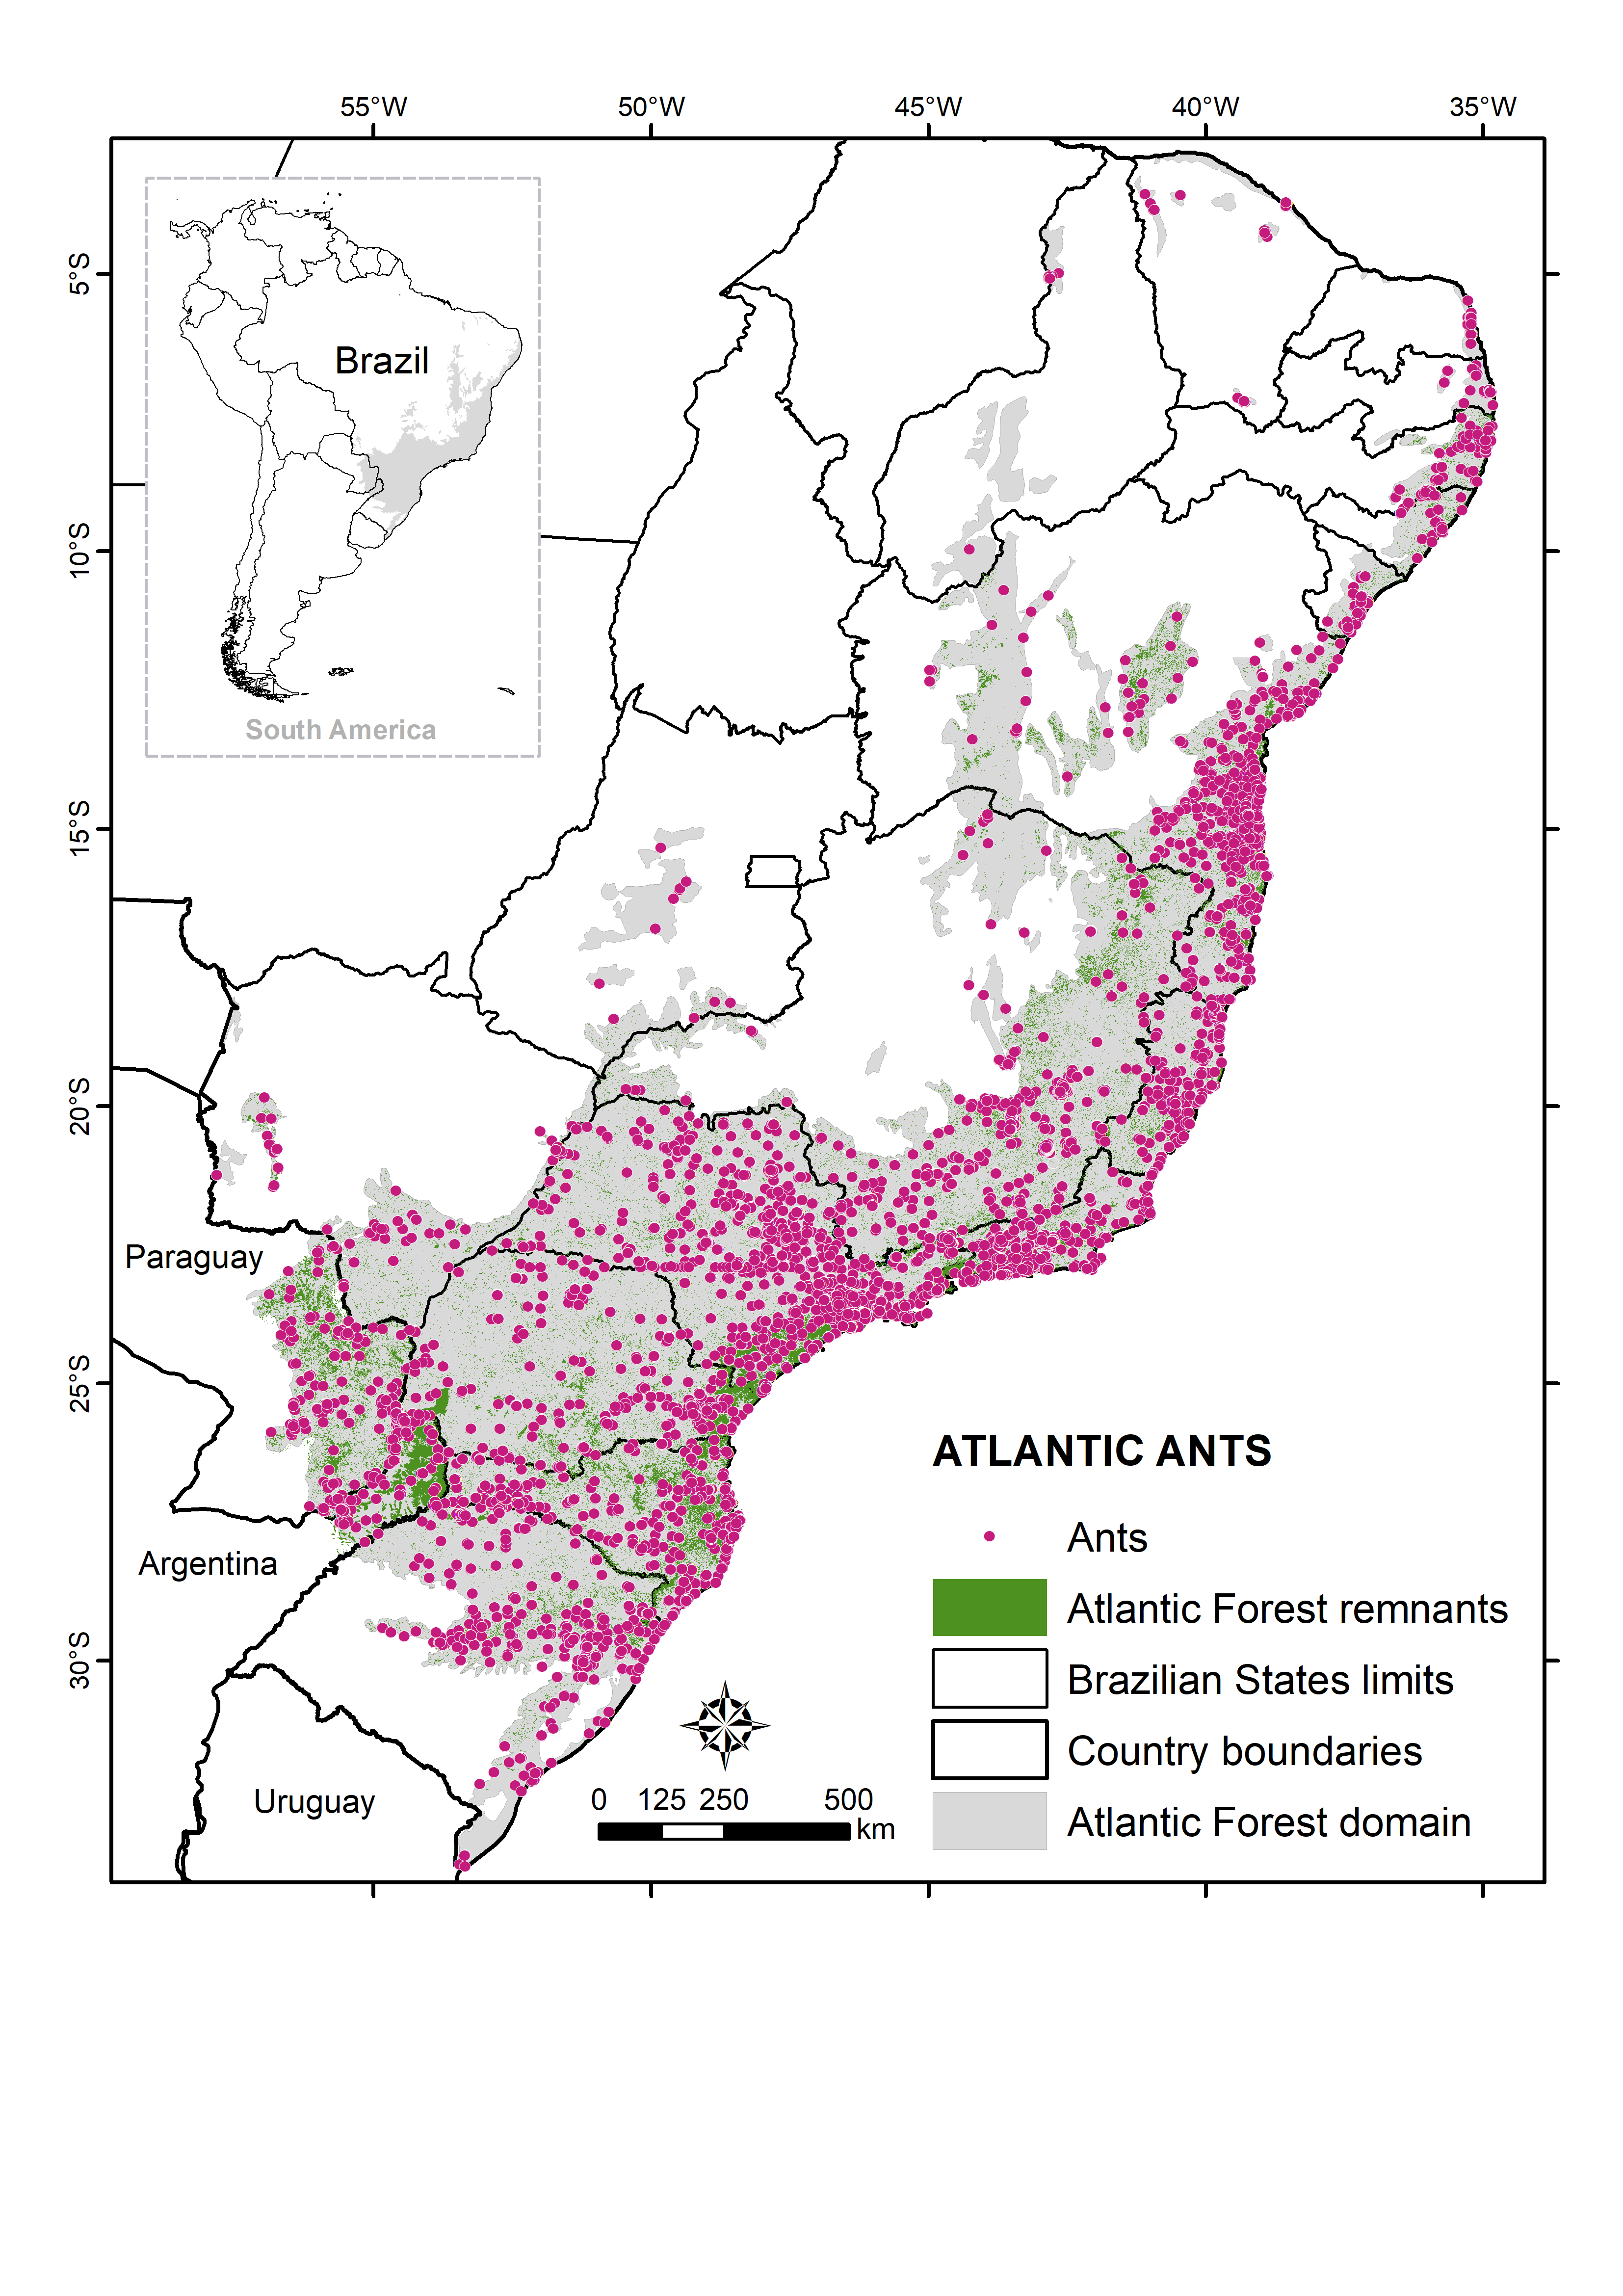 55°W 50°W 45°W 40°W 35°W
5°S
10°S
15°S
20°S
25°S
30°S
Brazil
South America
Paraguay
Argentina
Uruguay
0 125 250 500
km
ATLANTIC ANTS
Ants
Atlantic Forest remnants
Brazilian States limits
Country boundaries
Atlantic Forest domain